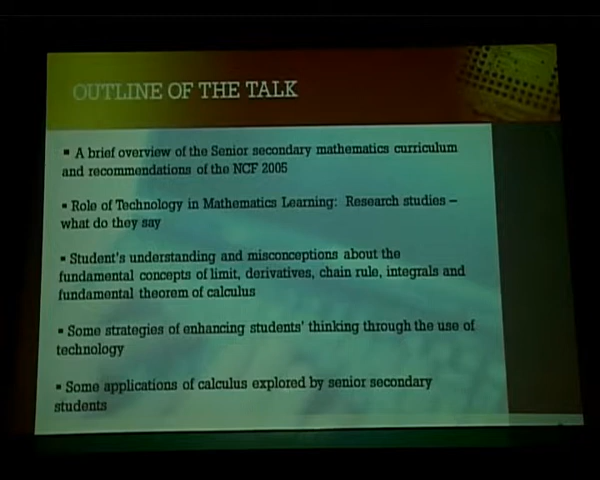 OUTLINE OF THE TALK
▪ A brief overview of the Senior secondary mathematics curriculum
and recommendations of the NCF 2005
▪ Role of Technology in Mathematics Learning: Research studies –
what do they say
▪ Student's understanding and misconceptions about the
fundamental concepts of limit, derivatives, chain rule, integrals and
fundamental theorem of calculus
▪ Some strategies of enhancing students' thinking through the use of
technology
▪ Some applications of calculus explored by senior secondary
students